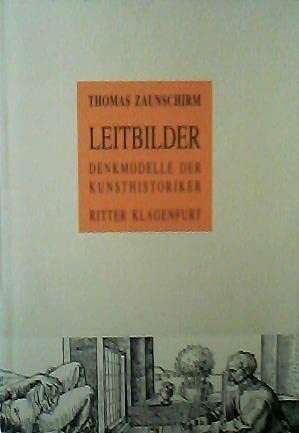 THOMAS ZAUNSCHIRM
LEITBILDER
DENKMODELLE DER
KUNSTHISTORIKER
RITTER KLAGENFURT